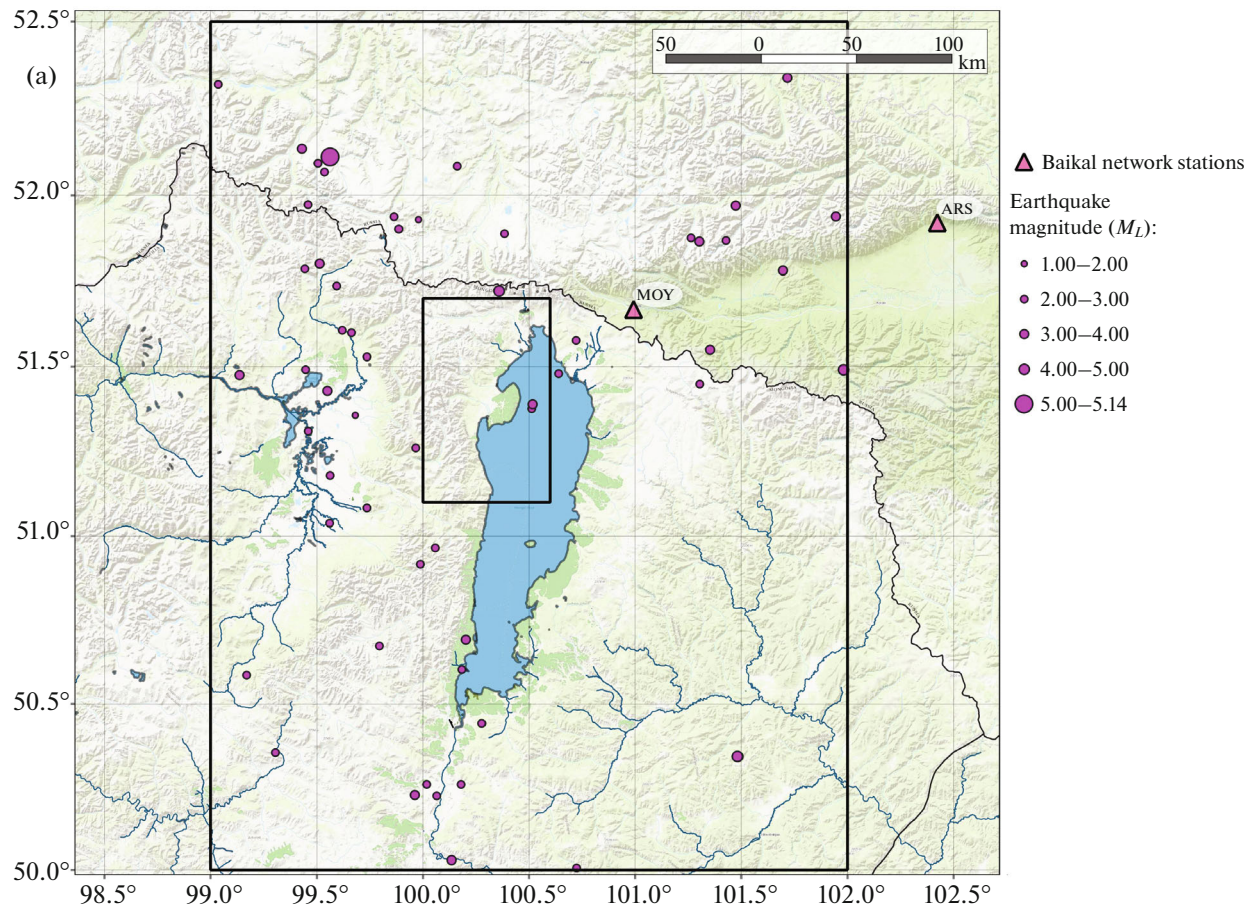 52.5°
(a)
50 0 50 100
km
52.0°
ARS
MOY
51.5°
51.0°
50.5°
50.0°
98.5° 99.0° 99.5° 100.0° 100.5° 101.0° 101.5° 102.0° 102.5°
Baikal network stations
Earthquake
magnitude (M_L):
1.00–2.00
2.00–3.00
3.00–4.00
4.00–5.00
5.00–5.14